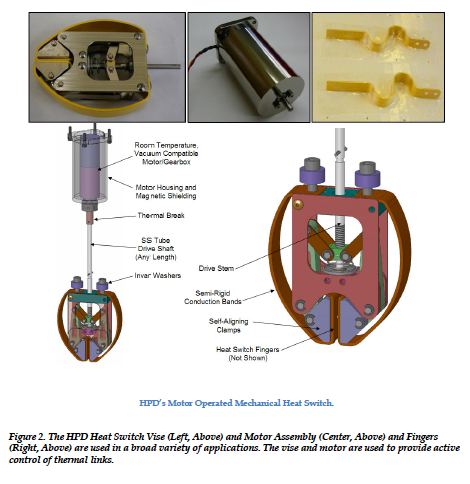 Room Temperature,
Vacuum Compatible
Motor/Gearbox
Motor Housing and
Magnetic Shielding
Thermal Break
SS Tube
Drive Shaft
(Any Length)
Invar Washers
Drive Stem
Semi-Rigid
Conduction Bands
Self-Aligning
Clamps
Heat Switch Fingers
(Not Shown)
HPD's Motor Operated Mechanical Heat Switch.
Figure 2. The HPD Heat Switch Vise (Left, Above) and Motor Assembly (Center, Above) and Fingers
(Right, Above) are used in a broad variety of applications. The vise and motor are used to provide active
control of thermal links.